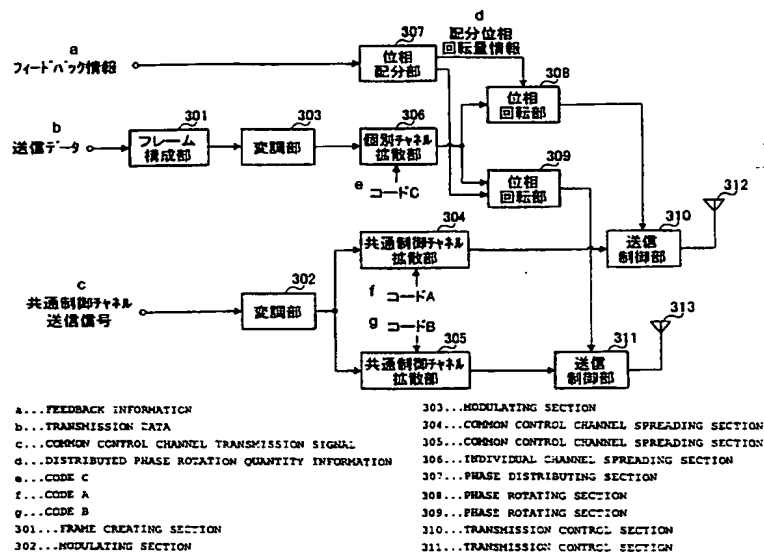 a
フィードバック情報
307
位相
配分部
d
配分位相
回転量情報
308
位相
回転部
b
送信データ
301
フレーム
構成部
303
変調部
306
個別チャネル
拡散部
e コードC
309
位相
回転部
312
304
共通制御チャネル
拡散部
310
送信
制御部
c
共通制御チャネル
送信信号
302
変調部
f コードA
g コードB
305
共通制御チャネル
拡散部
311
送信
制御部
313
a...FEEDBACK INFORMATION
b...TRANSMISSION DATA
c...COMMON CONTROL CHANNEL TRANSMISSION SIGNAL
d...DISTRIBUTED PHASE ROTATION QUANTITY INFORMATION
e...CODE C
f...CODE A
g...CODE B
301...FRAME CREATING SECTION
302...MODULATING SECTION
303...MODULATING SECTION
304...COMMON CONTROL CHANNEL SPREADING SECTION
305...COMMON CONTROL CHANNEL SPREADING SECTION
306...INDIVIDUAL CHANNEL SPREADING SECTION
307...PHASE DISTRIBUTING SECTION
308...PHASE ROTATING SECTION
309...PHASE ROTATING SECTION
310...TRANSMISSION CONTROL SECTION
311...TRANSMISSION CONTROL SECTION